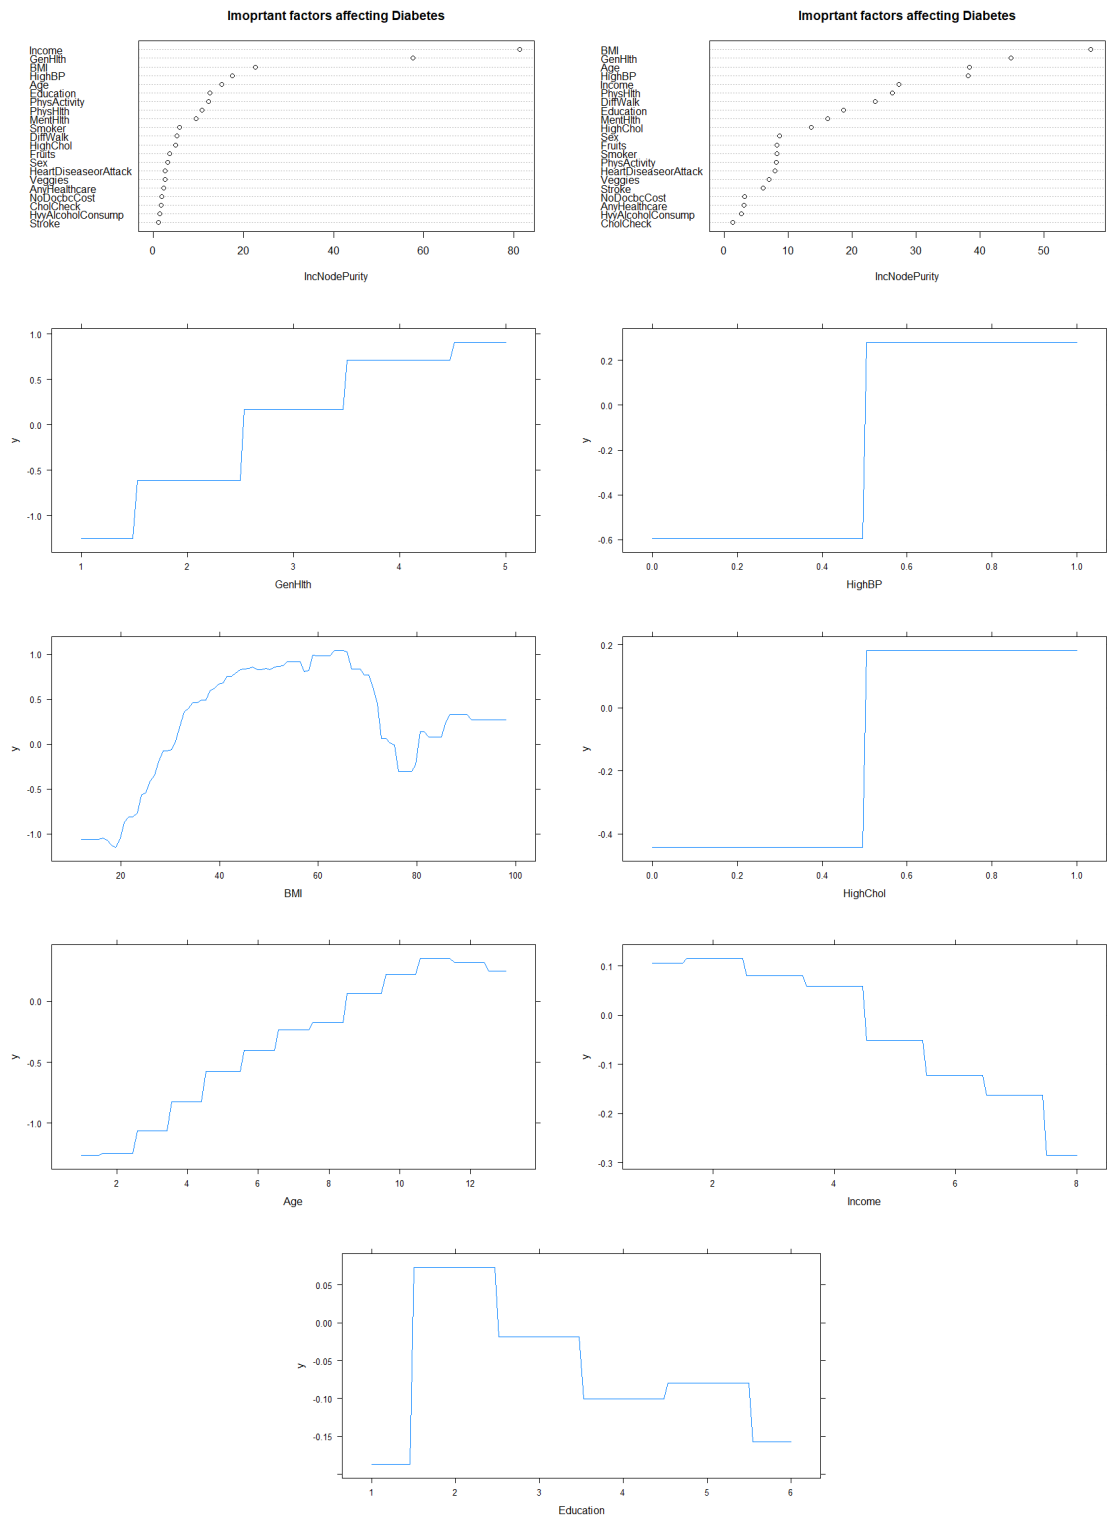 Imoprtant factors affecting Diabetes
Income
GenHlth
BMI
HighBP
Age
Education
PhysActivity
PhysHlth
MentHlth
Smoker
DiffWalk
HighChol
Fruits
Sex
HeartDiseaseorAttack
Veggies
AnyHealthcare
NoDocbcCost
CholCheck
HvyAlcoholConsump
Stroke
0 20 40 60 80
IncNodePurity
Imoprtant factors affecting Diabetes
BMI
GenHlth
Age
HighBP
Income
PhysHlth
DiffWalk
Education
MentHlth
HighChol
Sex
Fruits
Smoker
PhysActivity
HeartDiseaseorAttack
Veggies
Stroke
NoDocbcCost
AnyHealthcare
HvyAlcoholConsump
CholCheck
0 10 20 30 40 50
IncNodePurity
y
1.0
0.5
0.0
-0.5
-1.0
1 2 3 4 5
GenHlth
y
0.2
0.0
-0.2
-0.4
-0.6
0.0 0.2 0.4 0.6 0.8 1.0
HighBP
y
1.0
0.5
0.0
-0.5
-1.0
20 40 60 80 100
BMI
y
0.2
0.0
-0.2
-0.4
0.0 0.2 0.4 0.6 0.8 1.0
HighChol
y
0.0
-0.5
-1.0
2 4 6 8 10 12
Age
y
0.1
0.0
-0.1
-0.2
-0.3
2 4 6 8
Income
y
0.05
0.00
-0.05
-0.10
-0.15
1 2 3 4 5 6
Education